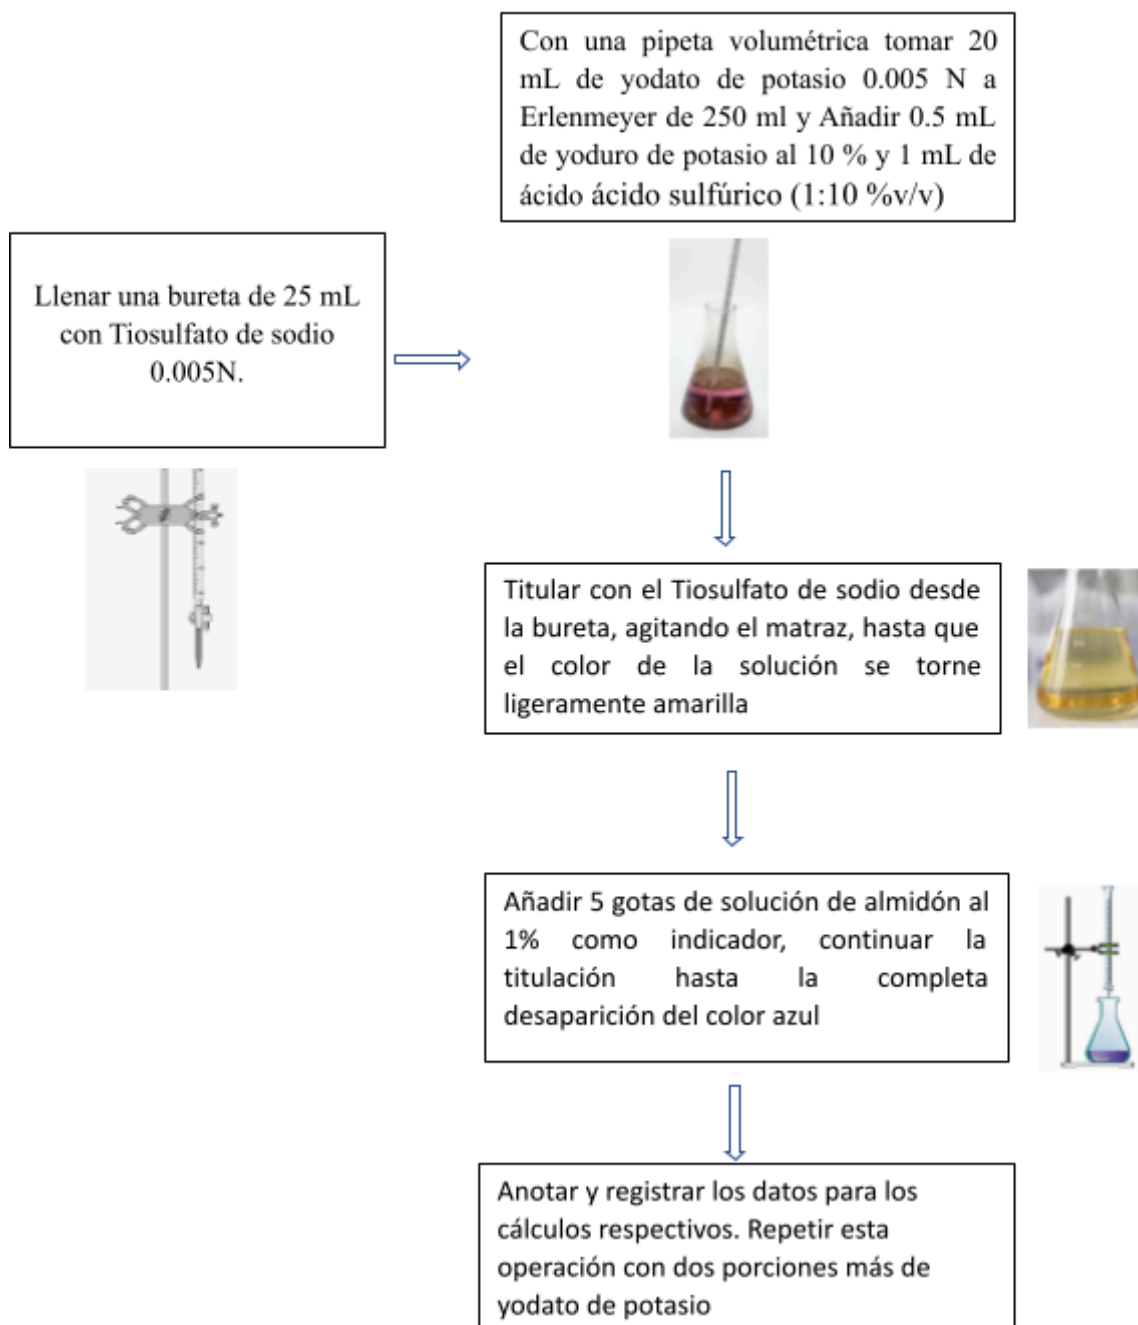 Con una pipeta volumétrica tomar 20
mL de yodato de potasio 0.005 N a
Erlenmeyer de 250 ml y Añadir 0.5 mL
de yoduro de potasio al 10 % y 1 mL de
ácido ácido sulfúrico (1:10 %v/v)
Llenar una bureta de 25 mL
con Tiosulfato de sodio
0.005N.
Titular con el Tiosulfato de sodio desde
la bureta, agitando el matraz, hasta que
el color de la solución se torne
ligeramente amarilla
Añadir 5 gotas de solución de almidón al
1% como indicador, continuar la
titulación hasta la completa
desaparición del color azul
Anotar y registrar los datos para los
cálculos respectivos. Repetir esta
operación con dos porciones más de
yodato de potasio